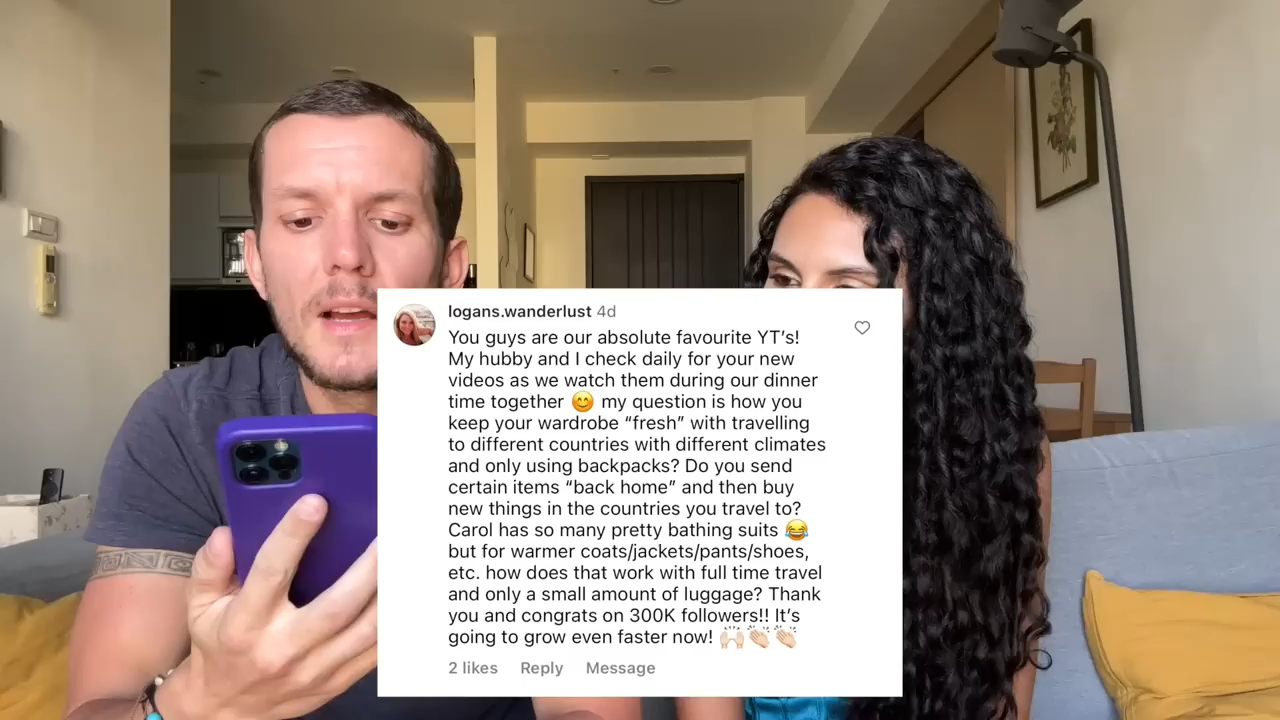 logans.wanderlust 4d
You guys are our absolute favourite YT's!
My hubby and I check daily for your new
videos as we watch them during our dinner
time together 😊 my question is how you
keep your wardrobe “fresh” with travelling
to different countries with different climates
and only using backpacks? Do you send
certain items “back home” and then buy
new things in the countries you travel to?
Carol has so many pretty bathing suits 😂
but for warmer coats/jackets/pants/shoes,
etc. how does that work with full time travel
and only a small amount of luggage? Thank
you and congrats on 300K followers!! It's
going to grow even faster now! 🙌🏻👏🏻👏🏻
2 likes Reply Message